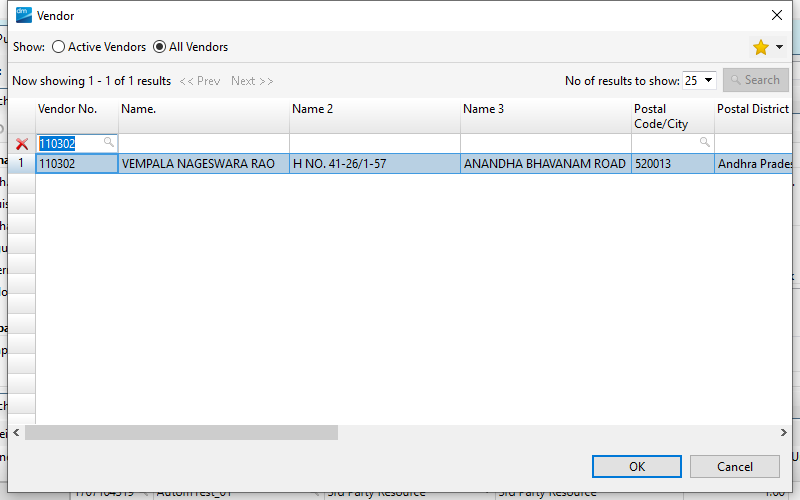 dm Vendor
Show: Active Vendors All Vendors
Now showing 1 - 1 of 1 results << Prev Next >> No of results to show: 25 Search
Vendor No. Name. Name 2 Name 3 Postal Code/City Postal District
110302
1 110302 VEMPALA NAGESWARA RAO H NO. 41-26/1-57 ANANDHA BHAVANAM ROAD 520013 Andhra Prades
OK Cancel